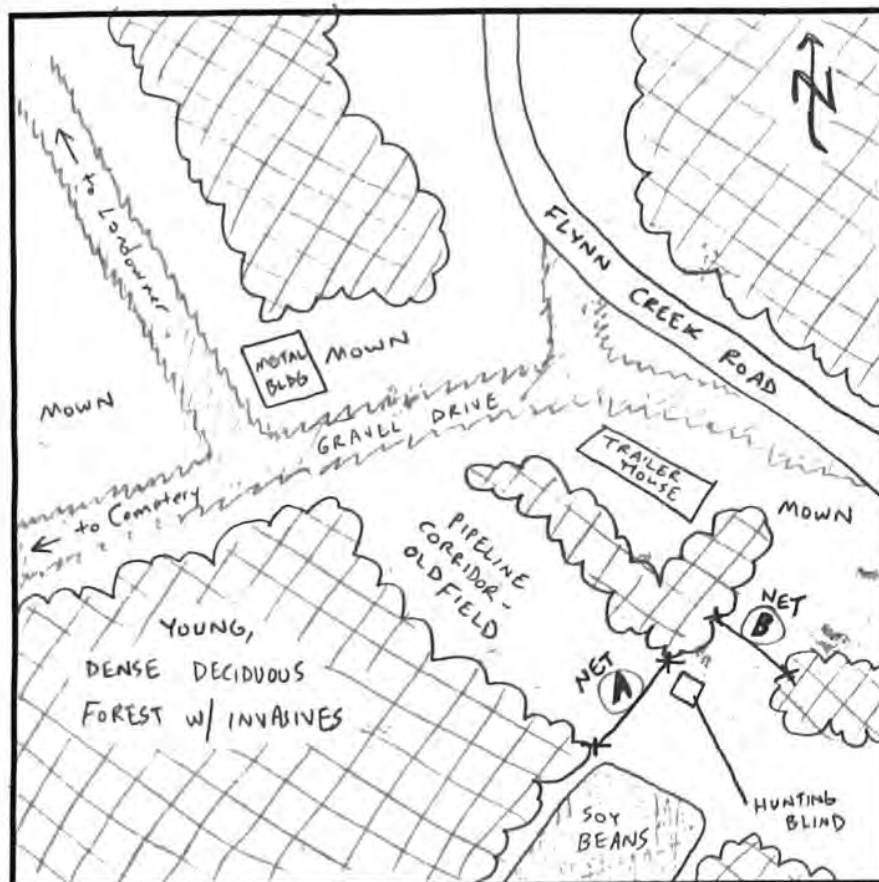 N
FLYNN
CREEK
ROAD
to Landowner
METAL
BLDG
MOWN
MOWN
GRAVEL DRIVE
TRAILER
HOUSE
MOWN
to Cemetery
PIPELINE
CORRIDOR -
OLD FIELD
NET
B
NET
A
YOUNG,
DENSE DECIDUOUS
FOREST W/ INVASIVES
SOY
BEANS
HUNTING
BLIND